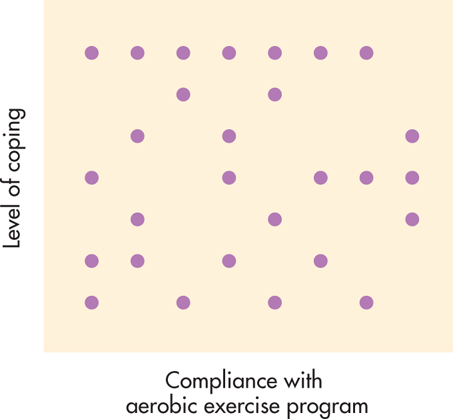 Level of coping
Compliance with
aerobic exercise program